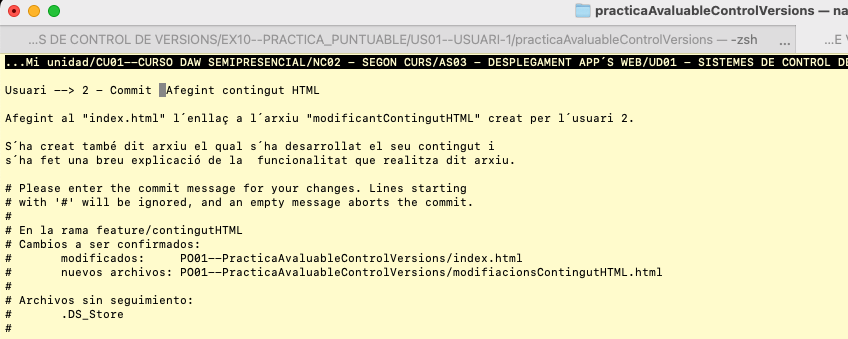 practicaAvaluableControlVersions — na
...S DE CONTROL DE VERSIONS/EX10--PRACTICA_PUNTUABLE/US01--USUARI-1/practicaAvaluableControlVersions — -zsh ... ...E V
...Mi unidad/CU01--CURSO DAW SEMIPRESENCIAL/NC02 - SEGON CURS/AS03 - DESPLEGAMENT APP´S WEB/UD01 - SISTEMES DE CONTROL DE
Usuari --> 2 - Commit Afegint contingut HTML
Afegint al "index.html" l´enllaç a l´arxiu "modificantContingutHTML" creat per l´usuari 2.
S´ha creat també dit arxiu el qual s´ha desarrollat el seu contingut i
s´ha fet una breu explicació de la  funcionalitat que realitza dit arxiu.
# Please enter the commit message for your changes. Lines starting
# with '#' will be ignored, and an empty message aborts the commit.
#
# En la rama feature/contingutHTML
# Cambios a ser confirmados:
#       modificados:     PO01--PracticaAvaluableControlVersions/index.html
#       nuevos archivos: PO01--PracticaAvaluableControlVersions/modifiacionsContingutHTML.html
#
# Archivos sin seguimiento:
#       .DS_Store
#